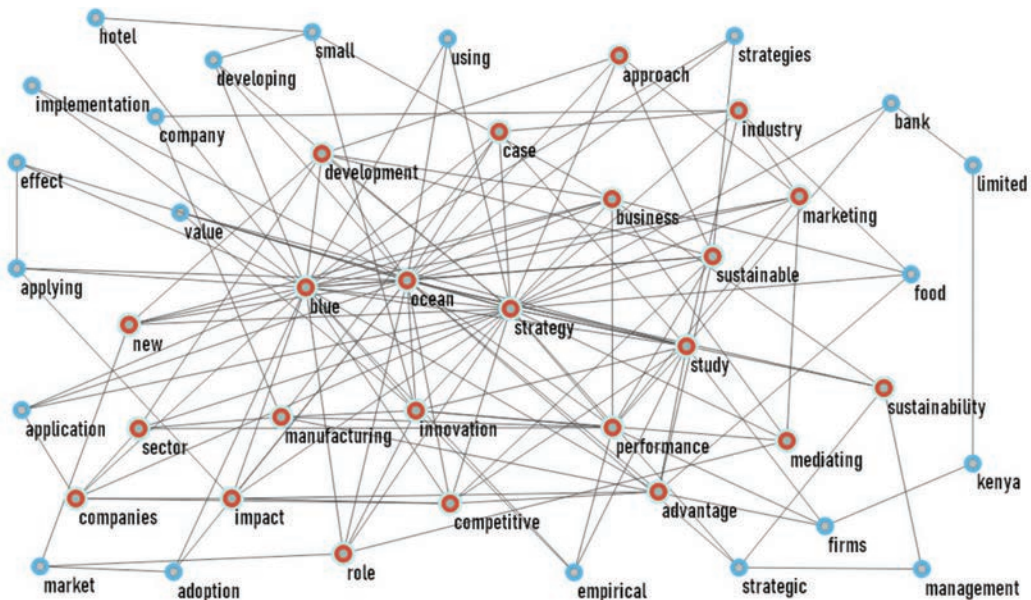 hotel
small
using
strategies
developing
approach
implementation
company
industry
bank
case
effect
development
limited
value
business
marketing
applying
blue
ocean
sustainable
food
strategy
new
study
application
sector
manufacturing
innovation
performance
sustainability
mediating
companies
impact
competitive
advantage
kenya
firms
market
adoption
role
empirical
strategic
management